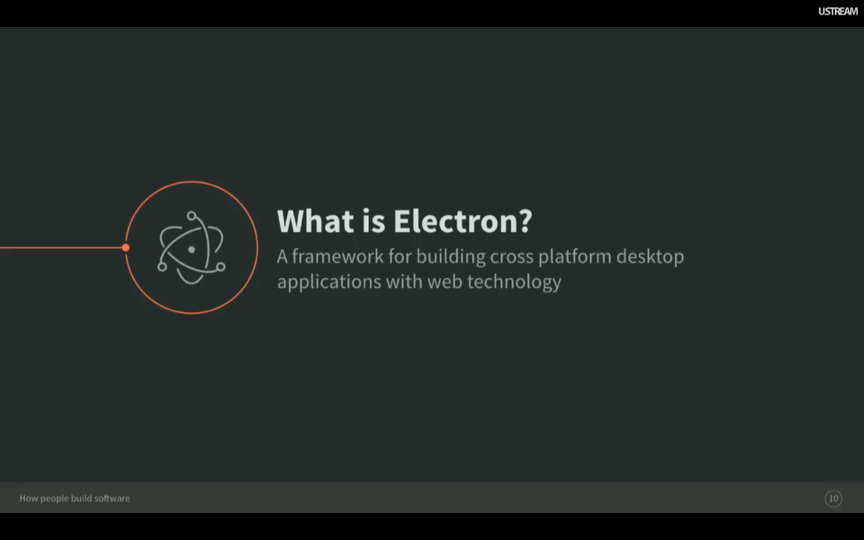 USTREAM
What is Electron?
A framework for building cross platform desktop
applications with web technology
How people build software
10